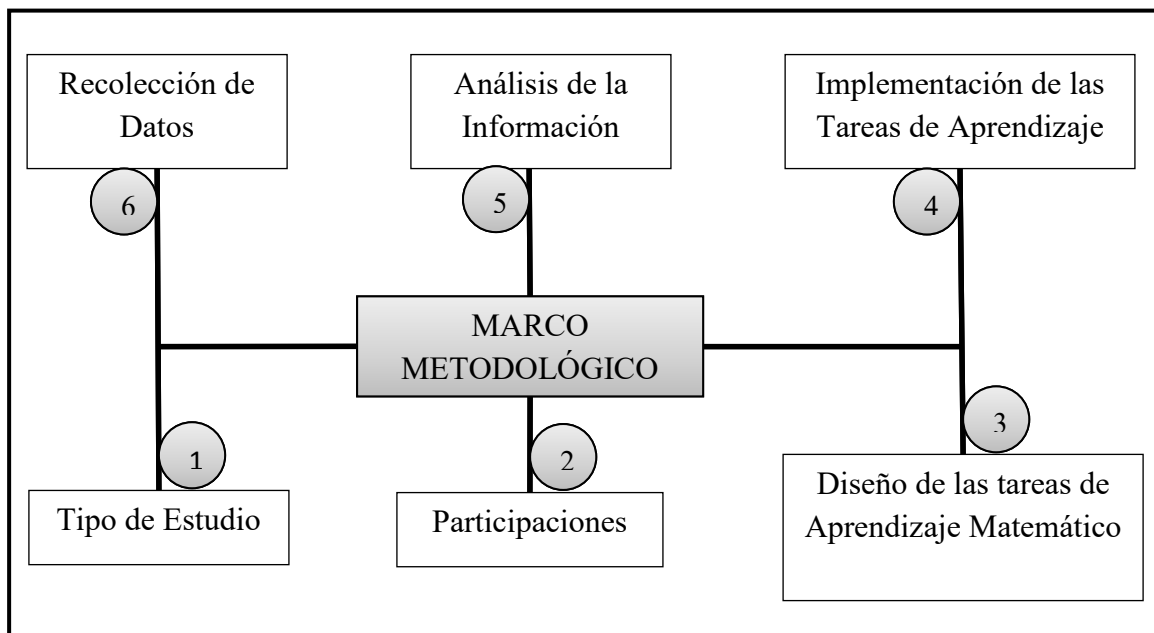 Recolección de
Datos
Análisis de la
Información
Implementación de las
Tareas de Aprendizaje
6
5
4
MARCO
METODOLÓGICO
1
2
3
Tipo de Estudio
Participaciones
Diseño de las tareas de
Aprendizaje Matemático